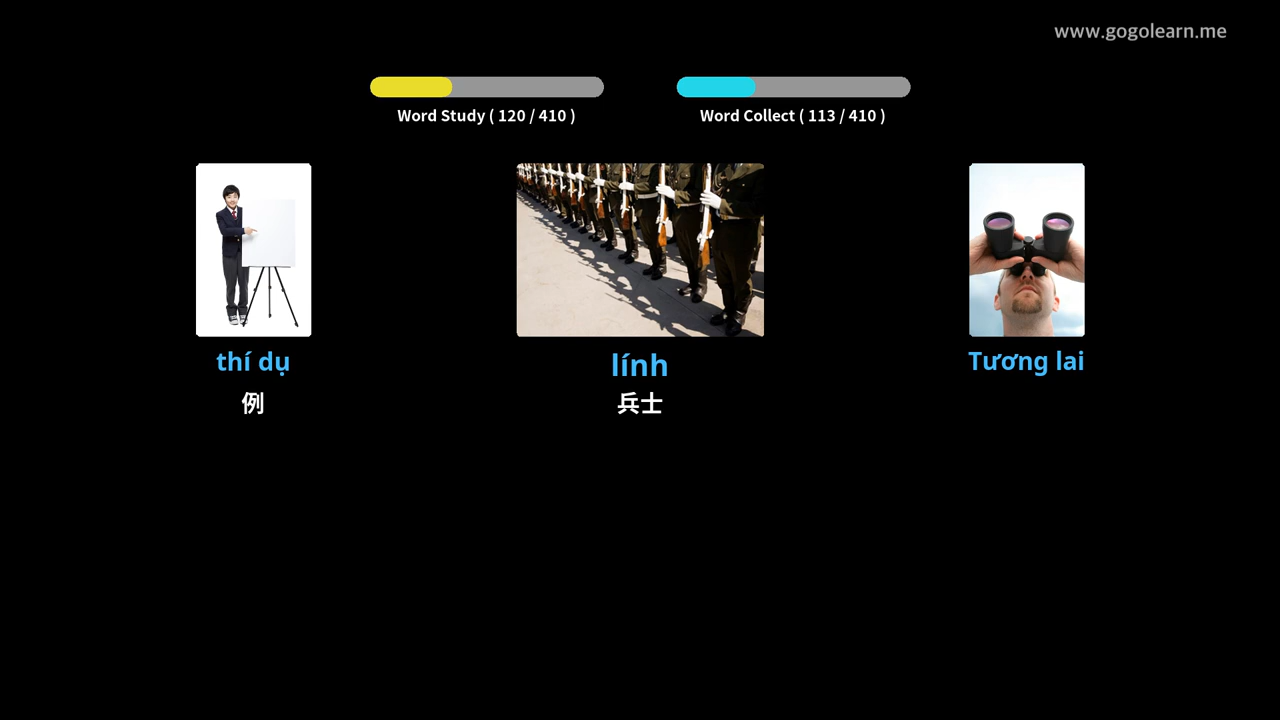 www.gogolearn.me
Word Study ( 120 / 410 )
Word Collect ( 113 / 410 )
thí dụ
lính
Tương lai
例
兵士